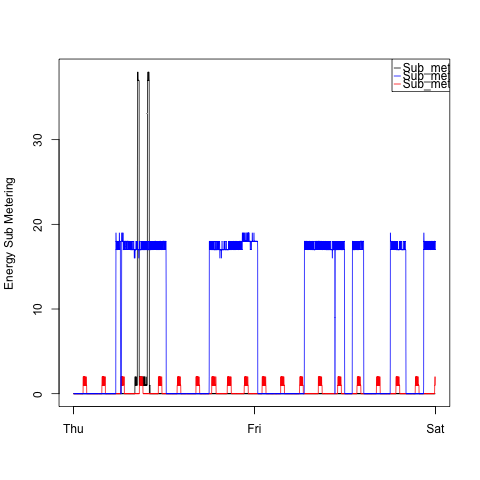 Sub_met
Sub_met
Sub_met
Energy Sub Metering
30
20
10
0
Thu Fri Sat